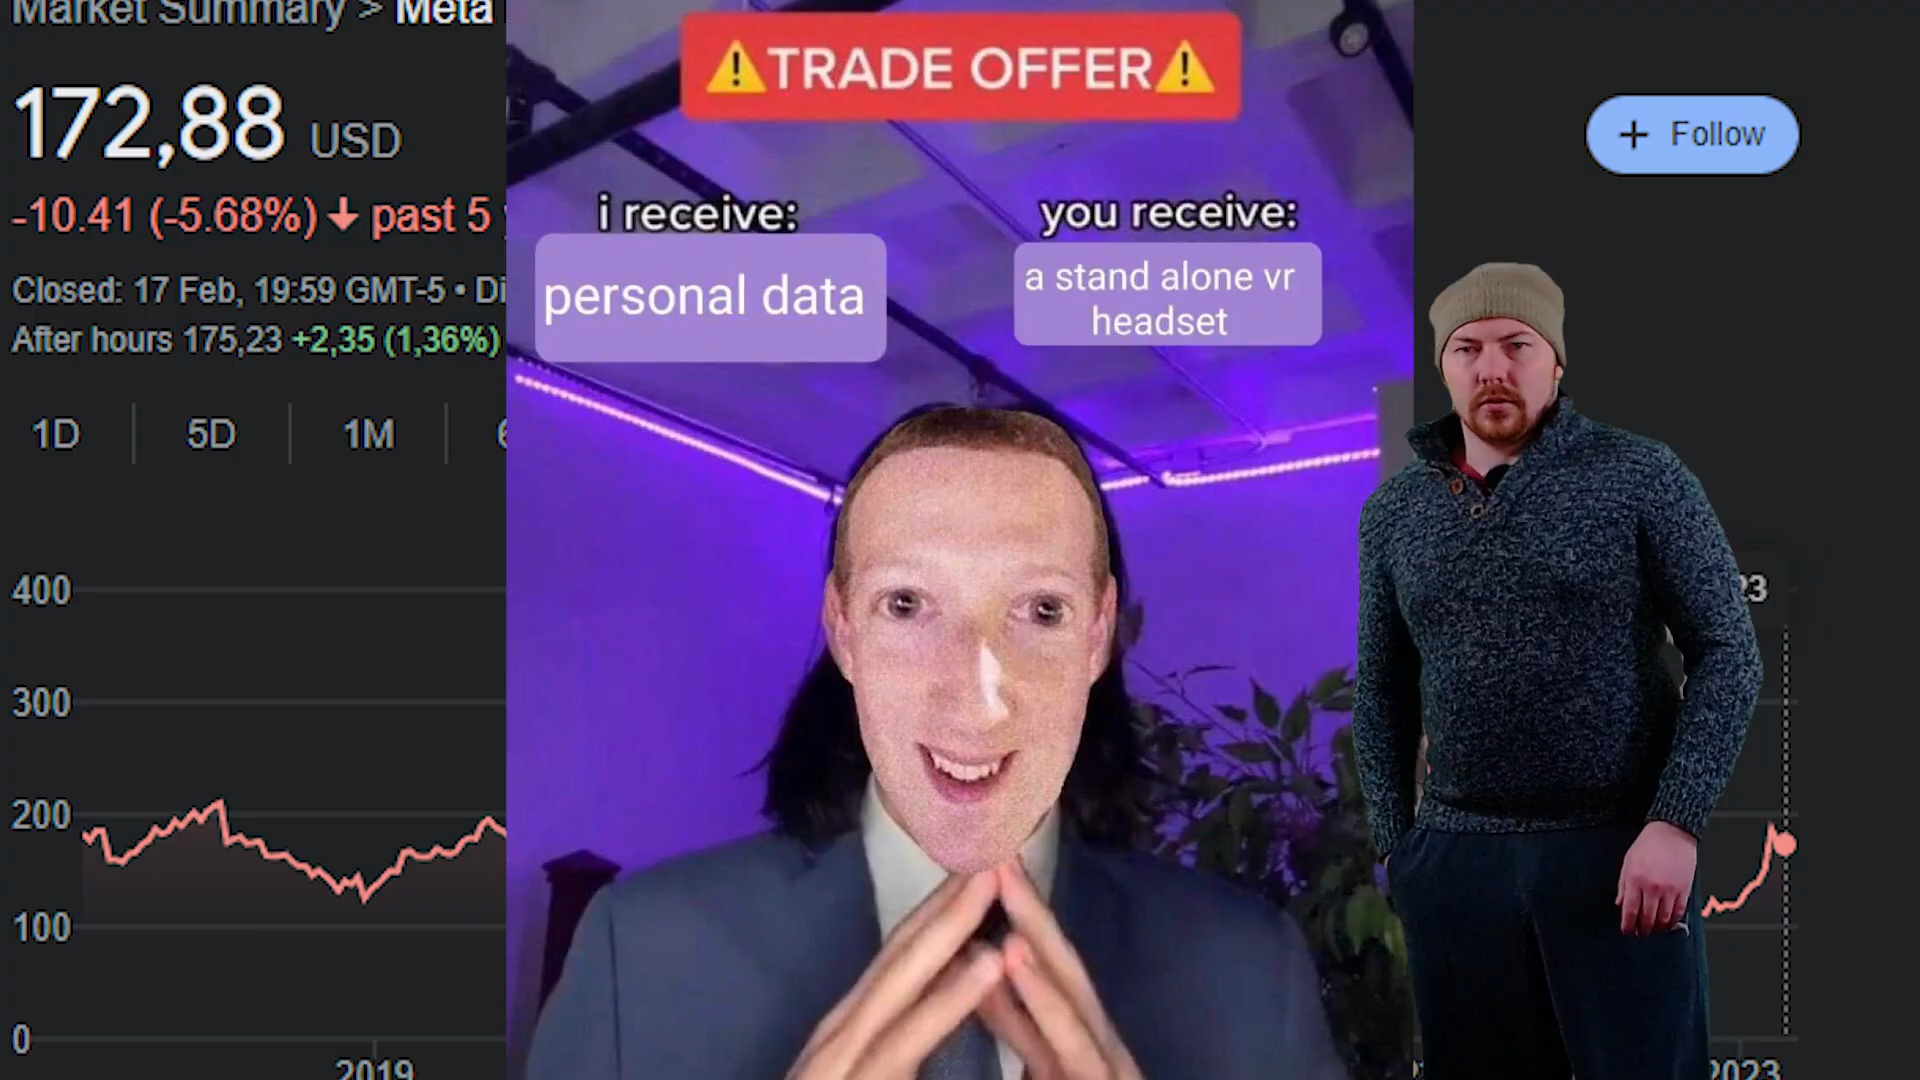 Market Summary > Meta
172,88 USD
-10.41 (-5.68%) past 5
Closed: 17 Feb, 19:59 GMT-5 • Di
After hours 175,23 +2,35 (1,36%)
1D
5D
1M
400
300
200
100
0
2019
⚠TRADE OFFER⚠
i receive:
personal data
you receive:
a stand alone vr
headset
+ Follow
23
2023